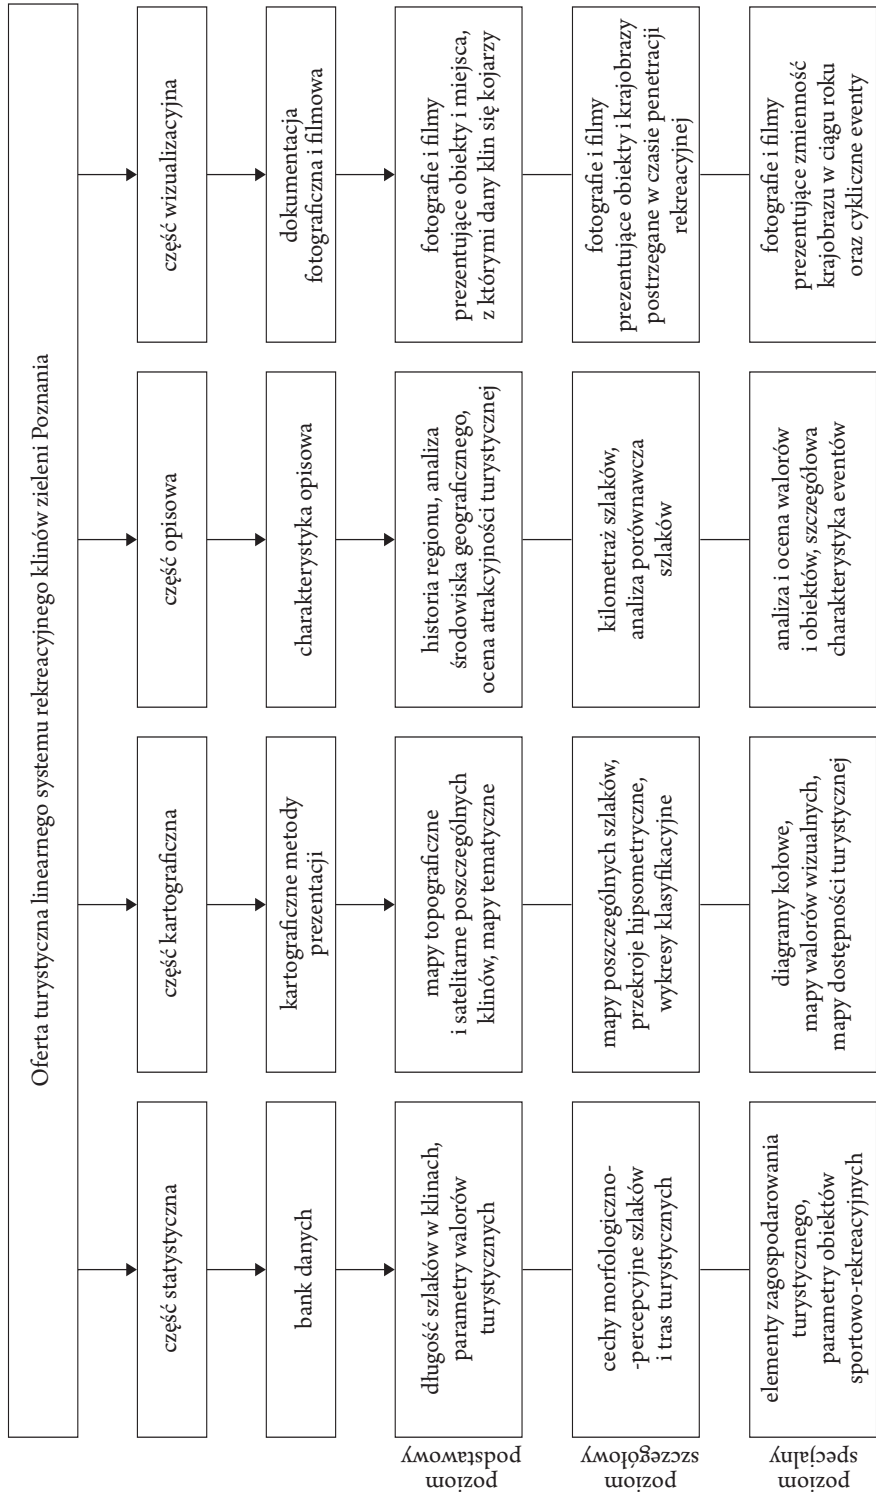 Oferta turystyczna linearnego systemu rekreacyjnego klinów zieleni Poznania
część statystyczna
część kartograficzna
część opisowa
część wizualizacyjna
bank danych
kartograficzne metody
prezentacji
charakterystyka opisowa
dokumentacja
fotograficzna i filmowa
poziom
podstawowy
długość szlaków w klinach,
parametry walorów
turystycznych
mapy topograficzne
i satelitarne poszczególnych
klinów, mapy tematyczne
historia regionu, analiza
środowiska geograficznego,
ocena atrakcyjności turystycznej
fotografie i filmy
prezentujące obiekty i miejsca,
z którymi dany klin się kojarzy
poziom
szczegółowy
cechy morfologiczno-
-percepcyjne szlaków
i tras turystycznych
mapy poszczególnych szlaków,
przekroje hipsometryczne,
wykresy klasyfikacyjne
kilometraż szlaków,
analiza porównawcza
szlaków
fotografie i filmy
prezentujące obiekty i krajobrazy
postrzegane w czasie penetracji
rekreacyjnej
poziom
specjalny
elementy zagospodarowania
turystycznego,
parametry obiektów
sportowo-rekreacyjnych
diagramy kołowe,
mapy walorów wizualnych,
mapy dostępności turystycznej
analiza i ocena walorów
i obiektów, szczegółowa
charakterystyka eventów
fotografie i filmy
prezentujące zmienność
krajobrazu w ciągu roku
oraz cykliczne eventy